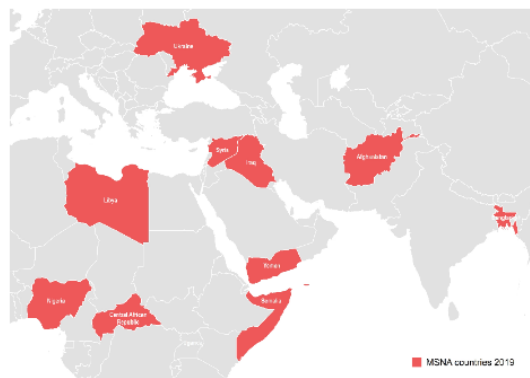 Ukraine
Syria
Iraq
Afghanistan
Libya
Yemen
Nigeria
Central African
Republic
Somalia
MSNA countries 2019